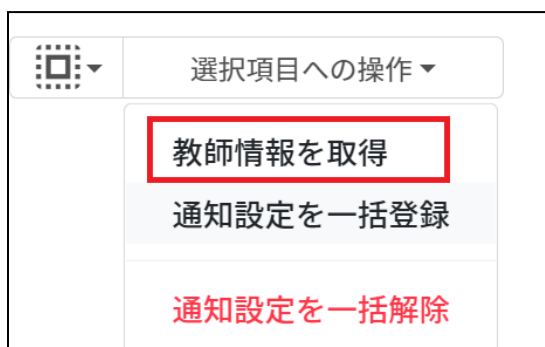 選択項目への操作
教師情報を取得
通知設定を一括登録
通知設定を一括解除